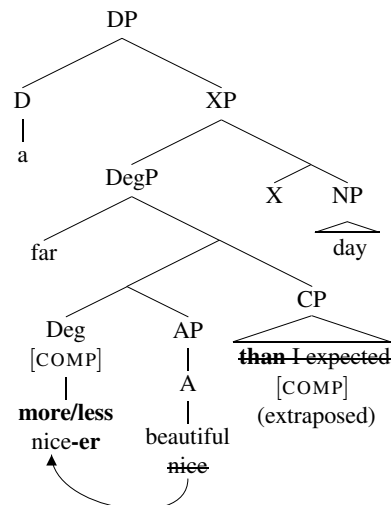 DP
D XP
a
DegP X NP
far day
CP
Deg AP
[COMP] A
than I expected
[COMP]
(extraposed)
more/less
nice-er
beautiful
nice